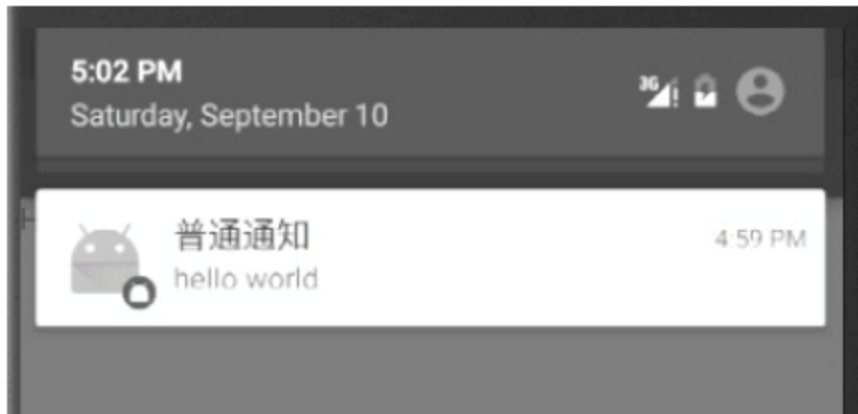 5:02 PM
3G
Saturday, September 10
普通通知
4:59 PM
hello world